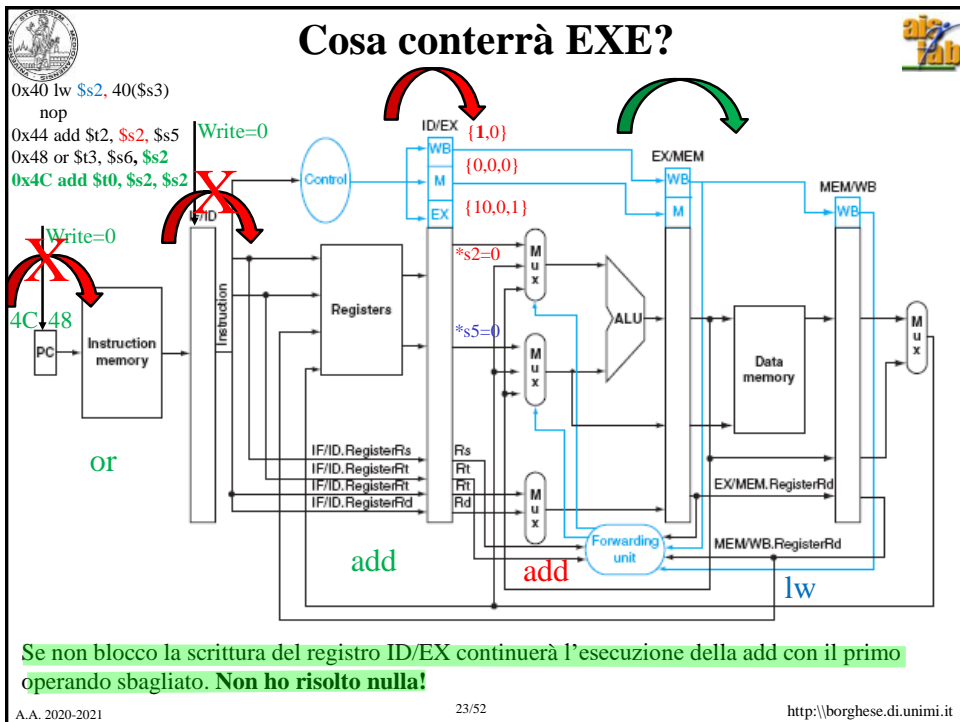 Cosa conterrà EXE?
ais
lab
0x40 lw $s2, 40($s3)
nop
0x44 add $t2, $s2, $s5
0x48 or $t3, $s6, $s2
0x4C add $t0, $s2, $s2
Write=0
ID/EX
{1,0}
WB
{0,0,0}
Control
M
EX/MEM
WB
{10,0,1}
EX
M
MEM/WB
WB
X
IF/ID
Write=0
X
*s2=0
Mux
4C 48
PC
Instruction memory
Instruction
Registers
ALU
*s5=0
Mux
Data memory
Mux
or
IF/ID.RegisterRs
Rs
IF/ID.RegisterRt
Rt
IF/ID.RegisterRt
Rt
IF/ID.RegisterRd
Rd
Mux
EX/MEM.RegisterRd
Forwarding unit
MEM/WB.RegisterRd
add
add
lw
Se non blocco la scrittura del registro ID/EX continuerà l'esecuzione della add con il primo
operando sbagliato. Non ho risolto nulla!
A.A. 2020-2021
23/52
http:\\borghese.di.unimi.it